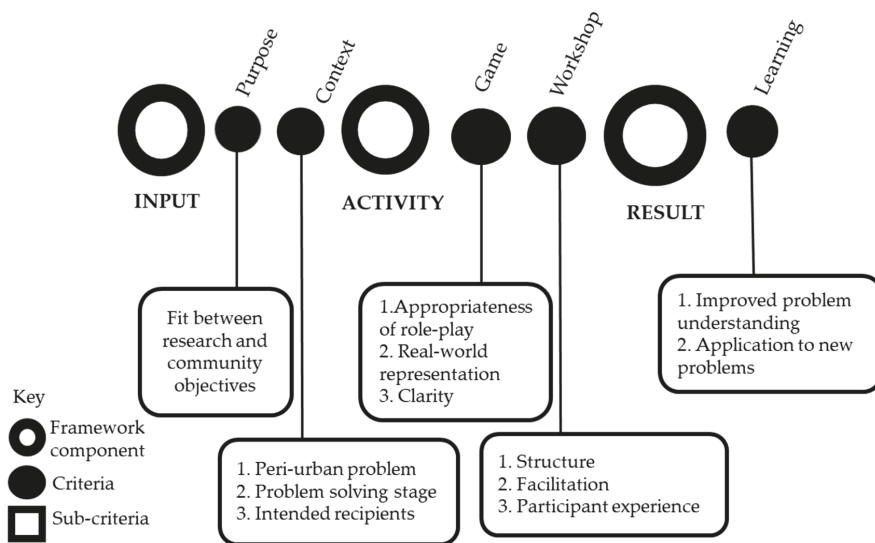 Purpose
Context
Game
Workshop
Learning
INPUT
ACTIVITY
RESULT
Fit between
research and
community
objectives
1.Appropriateness
of role-play
2. Real-world
representation
3. Clarity
1. Improved problem
understanding
2. Application to new
problems
1. Peri-urban problem
2. Problem solving stage
3. Intended recipients
1. Structure
2. Facilitation
3. Participant experience
Key
Framework
component
Criteria
Sub-criteria